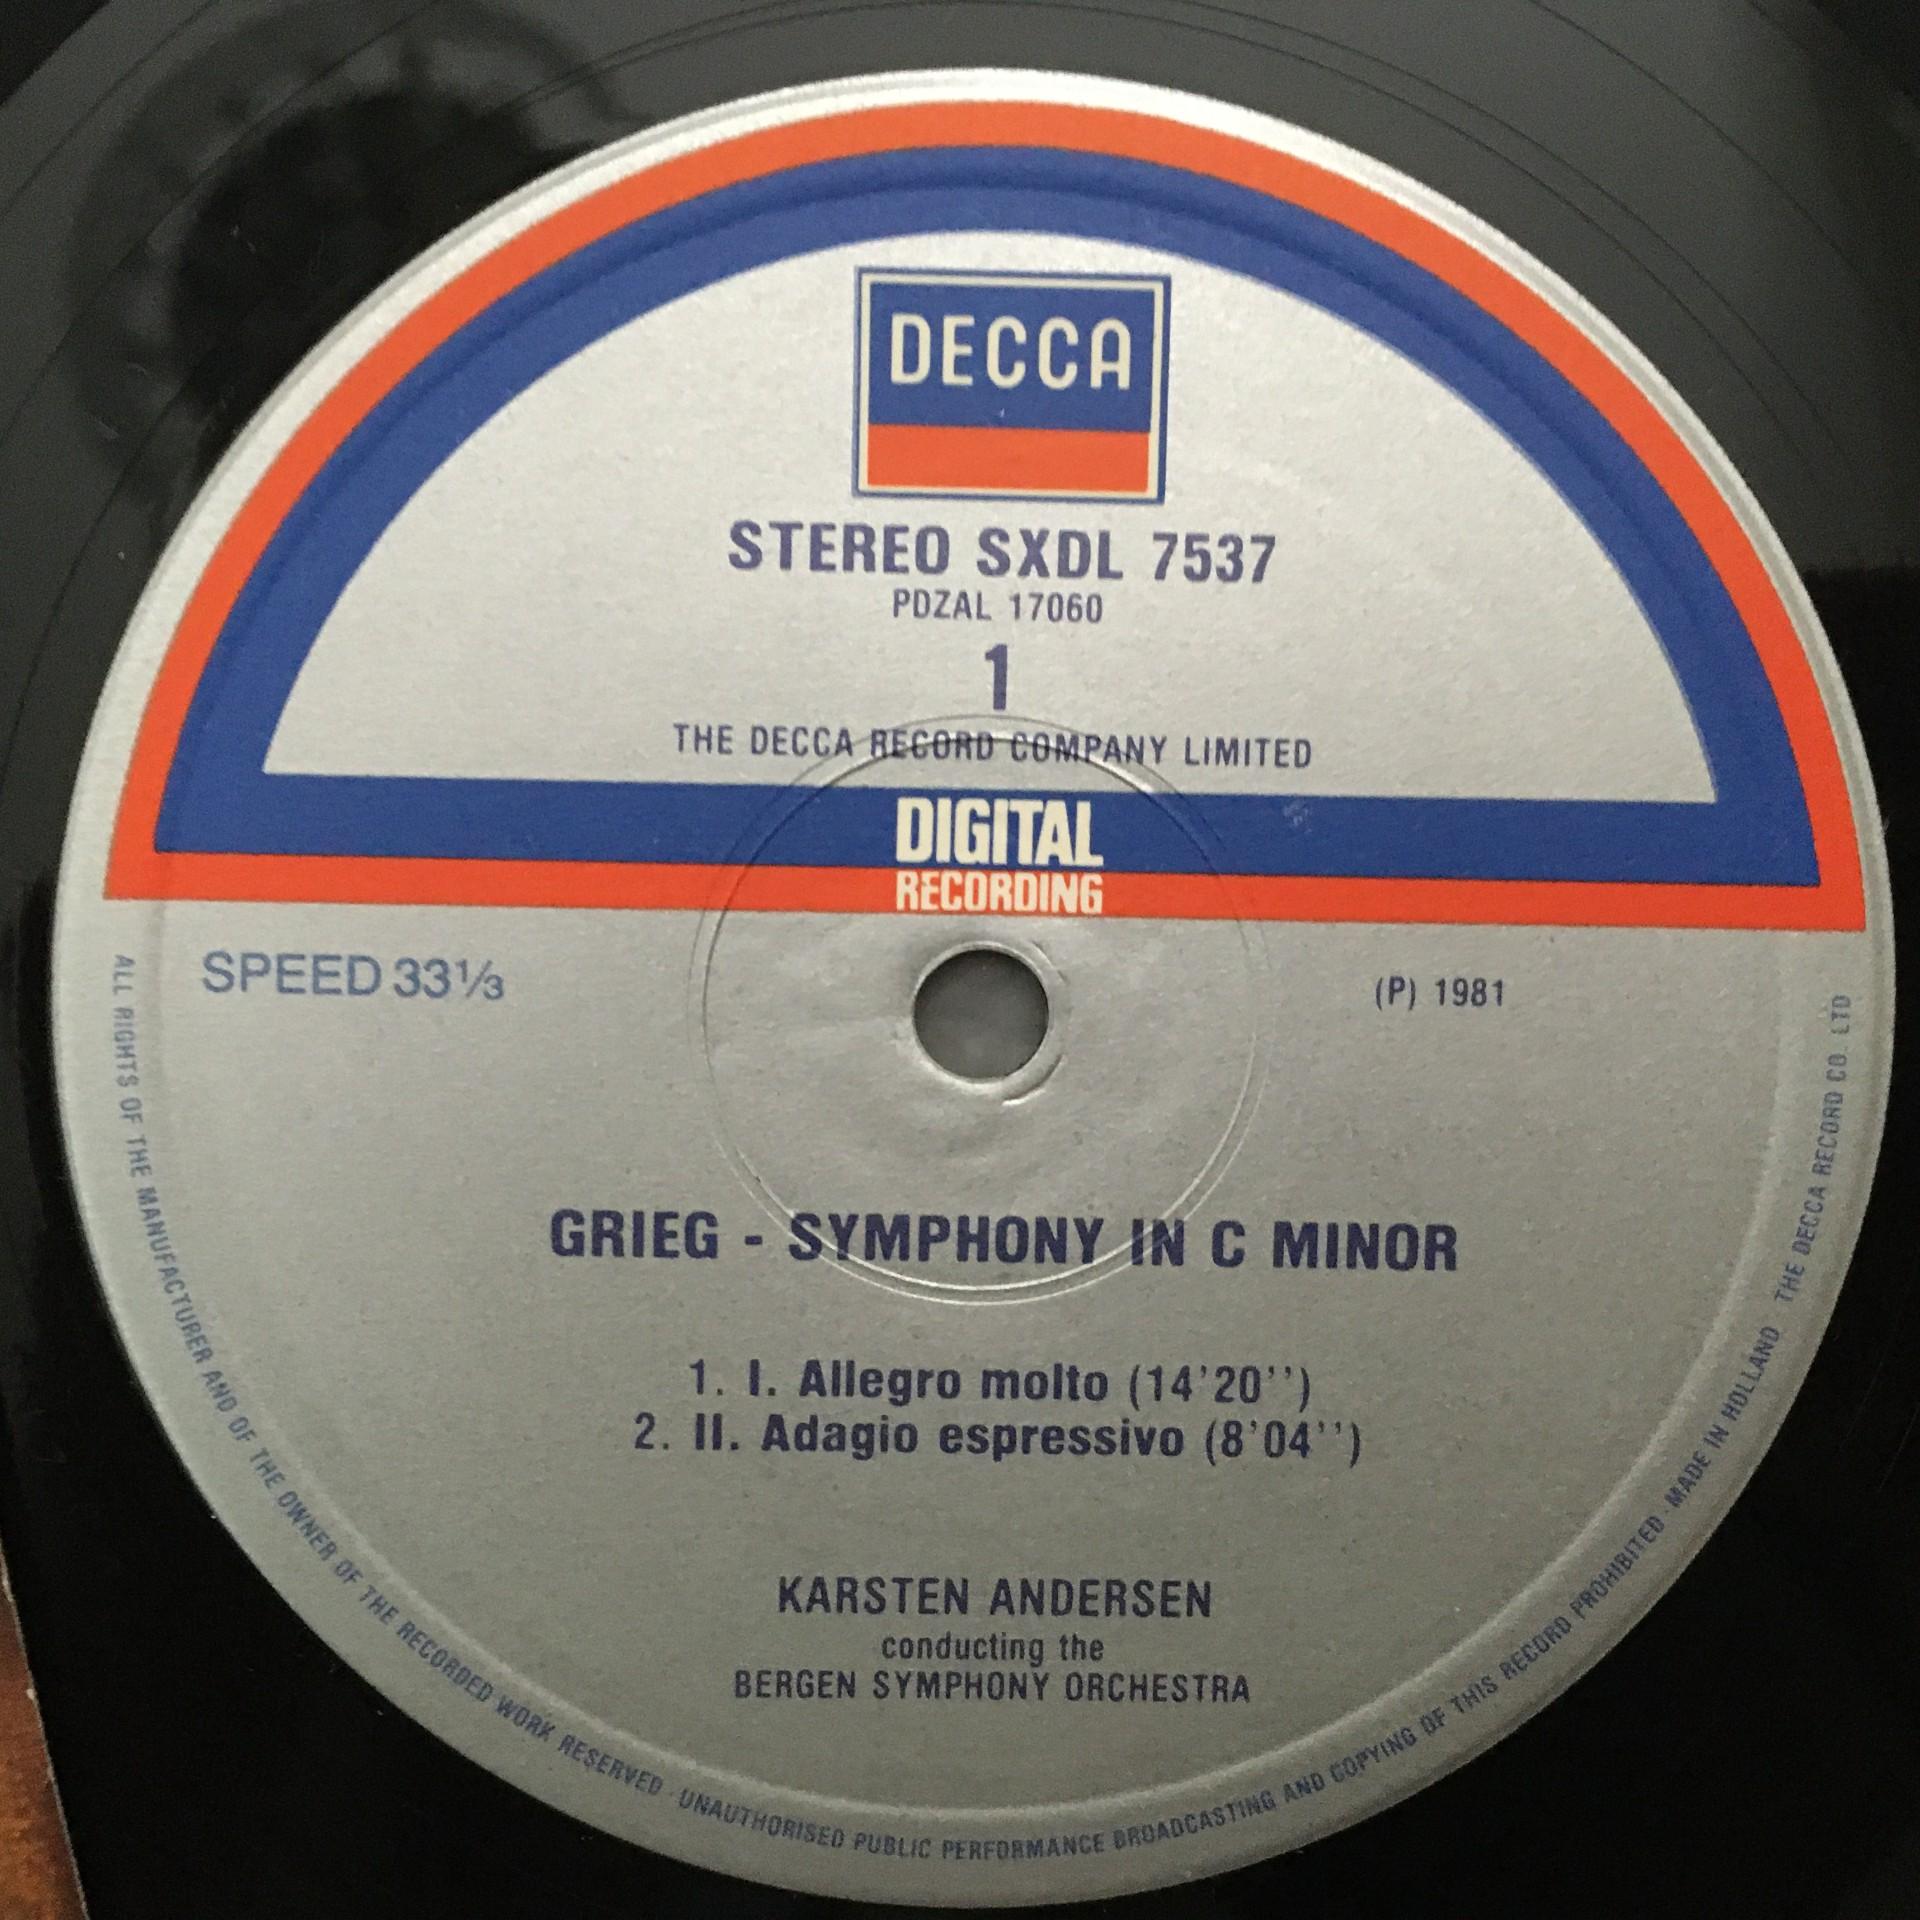 DECCA
STEREO SXDL 7537
PDZAL 17060
1
THE DECCA RECORD COMPANY LIMITED
DIGITAL
RECORDING
SPEED 33⅓
(P) 1981
GRIEG - SYMPHONY IN C MINOR
1. I. Allegro molto (14'20'')
2. II. Adagio espressivo (8'04'')
KARSTEN ANDERSEN
conducting the
BERGEN SYMPHONY ORCHESTRA
ALL RIGHTS OF THE MANUFACTURER AND OF THE OWNER OF THE RECORDED WORK RESERVED · UNAUTHORISED PUBLIC PERFORMANCE BROADCASTING AND COPYING OF THIS RECORD PROHIBITED · MADE IN HOLLAND THE DECCA RECORD CO. LTD